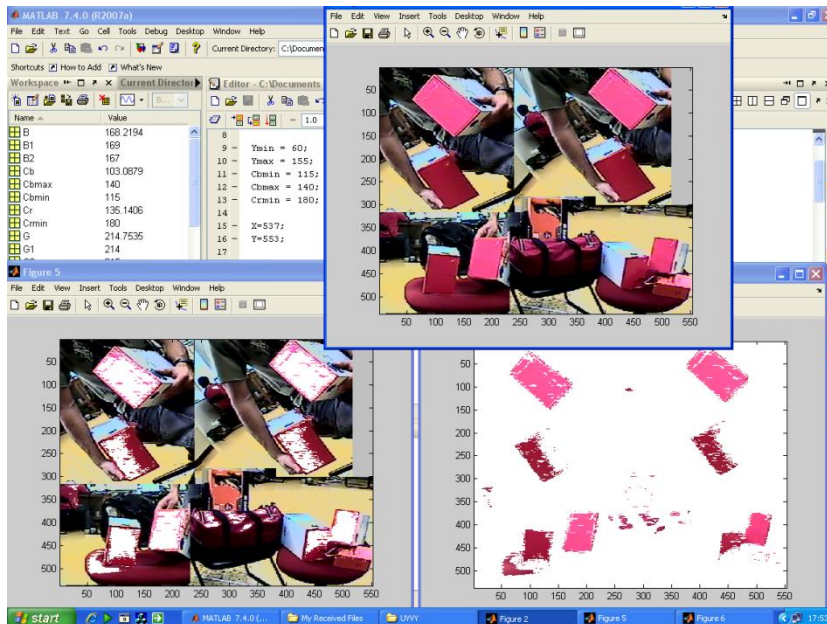 MATLAB 7.4.0 (R2007a)
File Edit Text Go Cell Tools Debug Desktop Window Help
Current Directory: C:\Documen
Shortcuts How to Add What's New
Workspace
Current Director
Editor - C:\Documents
1.0
Name
Value
B 168.2194
B1 169
B2 167
Cb 103.0879
Cbmax 140
Cbmin 115
Cr 135.1406
Crmin 180
G 214.7535
G1 214
8
9 - Ymin = 60;
10 - Ymax = 155;
11 - Cbmin = 115;
12 - Cbmax = 140;
13 - Crmin = 180;
14
15 - X=537;
16 - Y=553;
17
File Edit View Insert Tools Desktop Window Help
50
100
150
200
250
300
350
400
450
500
50 100 150 200 250 300 350 400 450 500 550
Figure 5
File Edit View Insert Tools Desktop Window Help
50
100
150
200
250
300
350
400
450
500
50 100 150 200 250 300 350 400 450 500 550
50
100
150
200
250
300
350
400
450
500
50 100 150 200 250 300 350 400 450 500 550
start
MATLAB 7.4.0 (...
My Received Files
UYVY
Figure 2
Figure 5
Figure 6